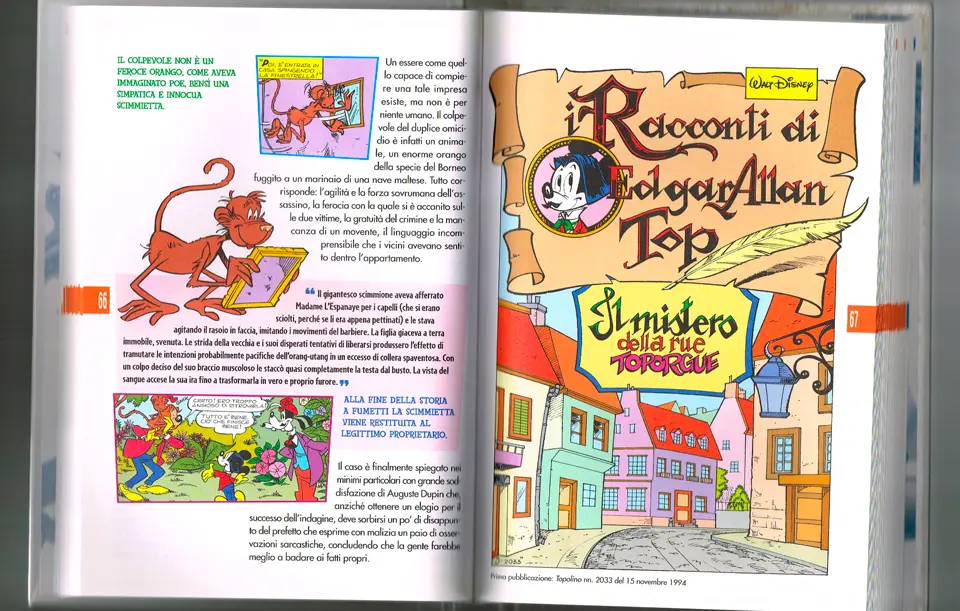 IL COLPEVOLE NON È UN
FEROCE ORANGO, COME AVEVA
IMMAGINATO POE, BENSÌ UNA
SIMPATICA E INNOCUA
SCIMMIETTA.
"POI, È ENTRATA IN
CASA SPINGENDO
LA FINESTRELLA!"
Un essere come quel-
lo capace di compie-
re una tale impresa
esiste, ma non è per
niente umano. Il colpe-
vole del duplice omici-
dio è infatti un anima-
le, un enorme orango
della specie del Borneo
fuggito a un marinaio di una nave maltese. Tutto cor-
risponde: l'agilità e la forza sovrumana dell'as-
sassino, la ferocia con la quale si è accanito sul-
le due vittime, la gratuità del crimine e la man-
canza di un movente, il linguaggio incom-
prensibile che i vicini avevano senti-
to dentro l'appartamento.
66
“ Il gigantesco scimmione aveva afferrato
Madame L'Espanaye per i capelli (che si erano
sciolti, perché se li era appena pettinati) e le stava
agitando il rasoio in faccia, imitando i movimenti del barbiere. La figlia giaceva a terra
immobile, svenuta. Le strida della vecchia e i suoi disperati tentativi di liberarsi produssero l'effetto di
tramutare le intenzioni probabilmente pacifiche dell'orang-utang in un eccesso di collera spaventosa. Con
un colpo deciso del suo braccio muscoloso le staccò quasi completamente la testa dal busto. La vista del
sangue accese la sua ira fino a trasformarla in vero e proprio furore. ”
CERTO! ERO TROPPO
ANSIOSO DI RITROVARLA!
TUTTO È BENE
CIÒ CHE FINISCE
BENE!
ALLA FINE DELLA STORIA
A FUMETTI LA SCIMMIETTA
VIENE RESTITUITA AL
LEGITTIMO PROPRIETARIO.
Il caso è finalmente spiegato nei
minimi particolari con grande sod-
disfazione di Auguste Dupin che,
anziché ottenere un elogio per il
successo dell'indagine, deve sorbirsi un po' di disappun-
to del prefetto che esprime con malizia un paio di osser-
vazioni sarcastiche, concludendo che la gente farebbe
meglio a badare ai fatti propri.
WALT DISNEY
i Racconti di
Edgar Allan
Top
Il mistero
della rue
TOPORGUE
67
2033
Prima pubblicazione: Topolino nn. 2033 del 15 novembre 1994